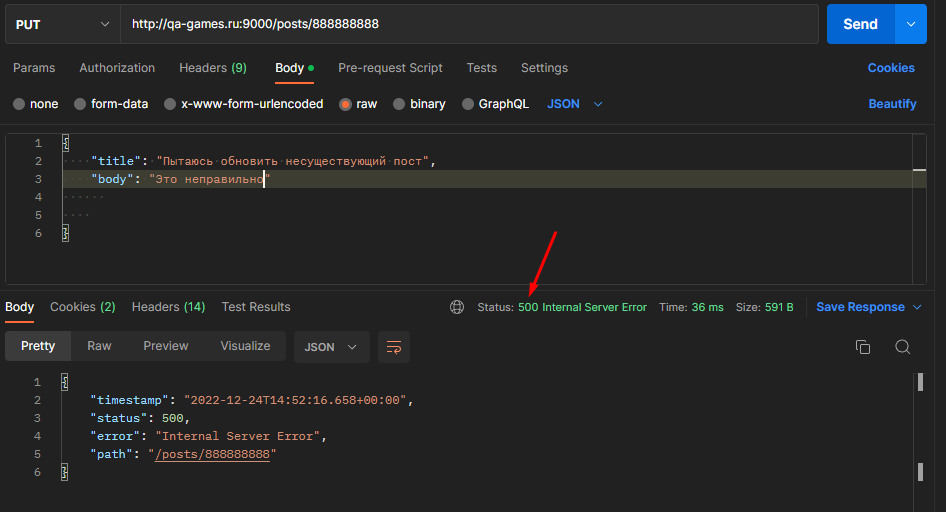 PUT http://qa-games.ru:9000/posts/888888888 Send
Params Authorization Headers (9) Body Pre-request Script Tests Settings Cookies
none form-data x-www-form-urlencoded raw binary GraphQL JSON Beautify
1 {
2 "title": "Пытаюсь обновить несуществующий пост",
3 "body": "Это неправильно"
4
5
6 }
Body Cookies (2) Headers (14) Test Results Status: 500 Internal Server Error Time: 36 ms Size: 591 B Save Response
Pretty Raw Preview Visualize JSON
1 {
2 "timestamp": "2022-12-24T14:52:16.658+00:00",
3 "status": 500,
4 "error": "Internal Server Error",
5 "path": "/posts/888888888"
6 }